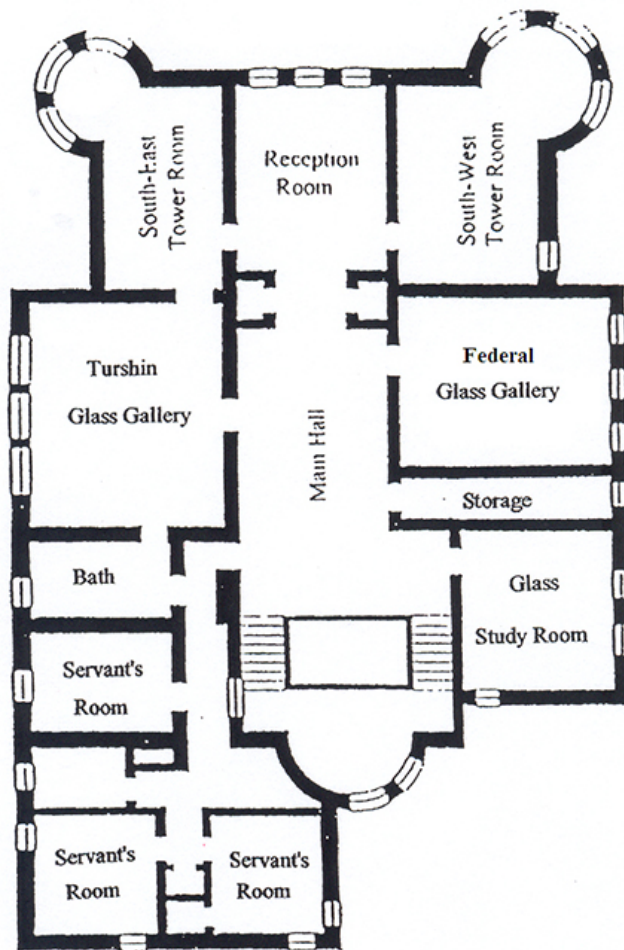 South-East
Tower Room
Reception
Room
South-West
Tower Room
Turshin
Glass Gallery
Federal
Glass Gallery
Main Hall
Storage
Bath
Glass
Study Room
Servant's
Room
Servant's
Room
Servant's
Room